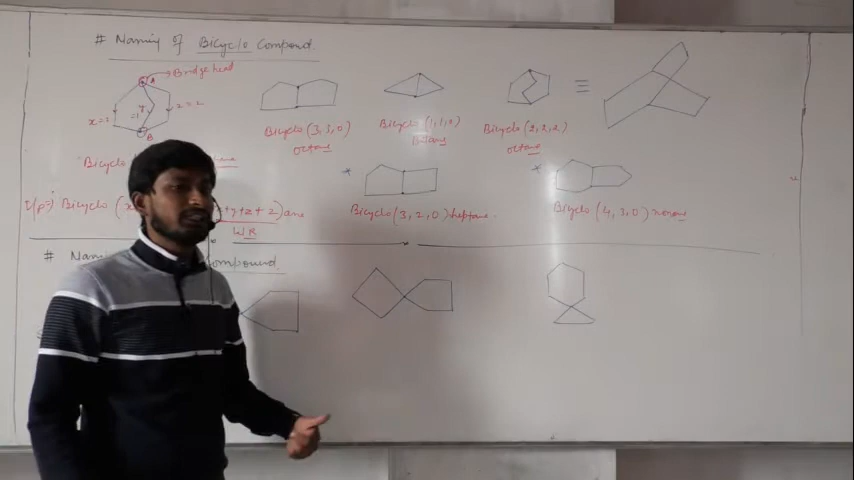 # Naming of Bicyclo Compound.
Bridge head
A
x=2
y=1
z=2
B
Bicyclo
Bicyclo (3,3,0)
octane
Bicyclo (1,1,0)
Butane
Bicyclo (2,2,2)
octane
≡
*
Bicyclo (3,2,0) heptane.
*
Bicyclo (4,3,0) nonane
Bicyclo (x
+y+z+2) ane
W.R
# Nami
compound.